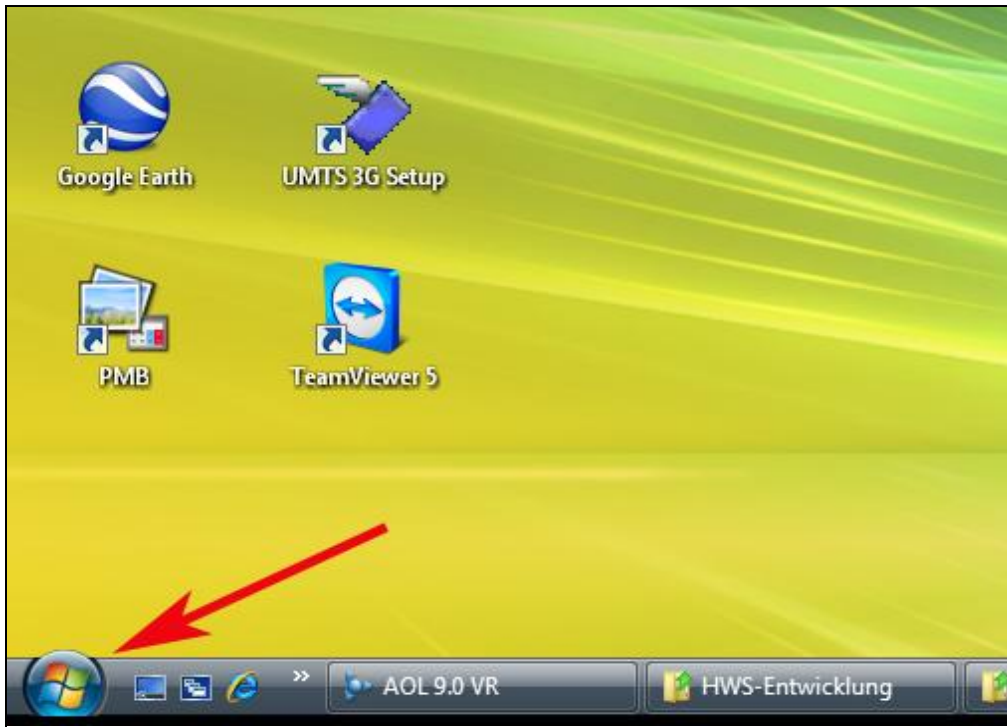 Google Earth
UMTS 3G Setup
PMB
TeamViewer 5
AOL 9.0 VR
HWS-Entwicklung